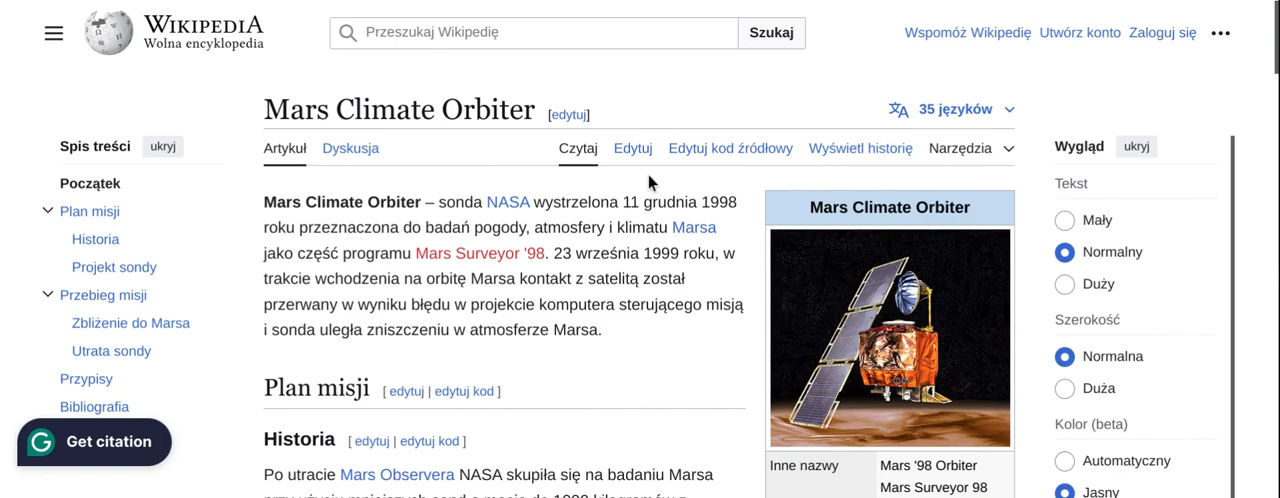 WIKIPEDIA
Wolna encyklopedia
Przeszukaj Wikipedię
Szukaj
Wspomóż Wikipedię Utwórz konto Zaloguj się
Mars Climate Orbiter [edytuj]
35 języków
Spis treści ukryj
Początek
Plan misji
Historia
Projekt sondy
Przebieg misji
Zbliżenie do Marsa
Utrata sondy
Przypisy
Bibliografia
Get citation
Artykuł Dyskusja Czytaj Edytuj Edytuj kod źródłowy Wyświetl historię Narzędzia
Mars Climate Orbiter – sonda NASA wystrzelona 11 grudnia 1998
roku przeznaczona do badań pogody, atmosfery i klimatu Marsa
jako część programu Mars Surveyor '98. 23 września 1999 roku, w
trakcie wchodzenia na orbitę Marsa kontakt z satelitą został
przerwany w wyniku błędu w projekcie komputera sterującego misją
i sonda uległa zniszczeniu w atmosferze Marsa.
Plan misji [ edytuj | edytuj kod ]
Historia [ edytuj | edytuj kod ]
Po utracie Mars Observera NASA skupiła się na badaniu Marsa
Mars Climate Orbiter
Inne nazwy
Mars '98 Orbiter
Mars Surveyor 98
Wygląd ukryj
Tekst
Mały
Normalny
Duży
Szerokość
Normalna
Duża
Kolor (beta)
Automatyczny
Jasny